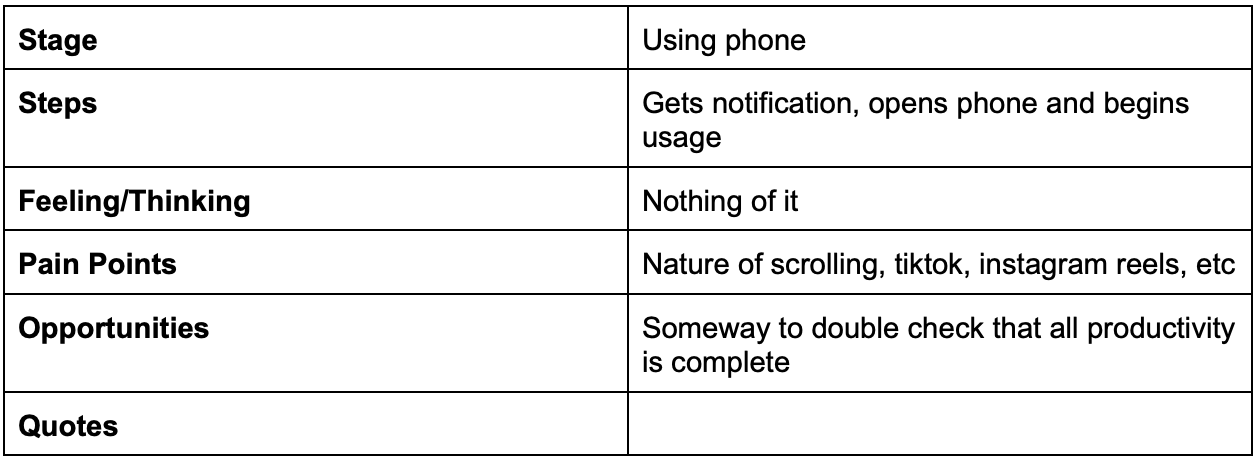 Stage
Using phone
Steps
Gets notification, opens phone and begins
usage
Feeling/Thinking
Nothing of it
Pain Points
Nature of scrolling, tiktok, instagram reels, etc
Opportunities
Someway to double check that all productivity
is complete
Quotes